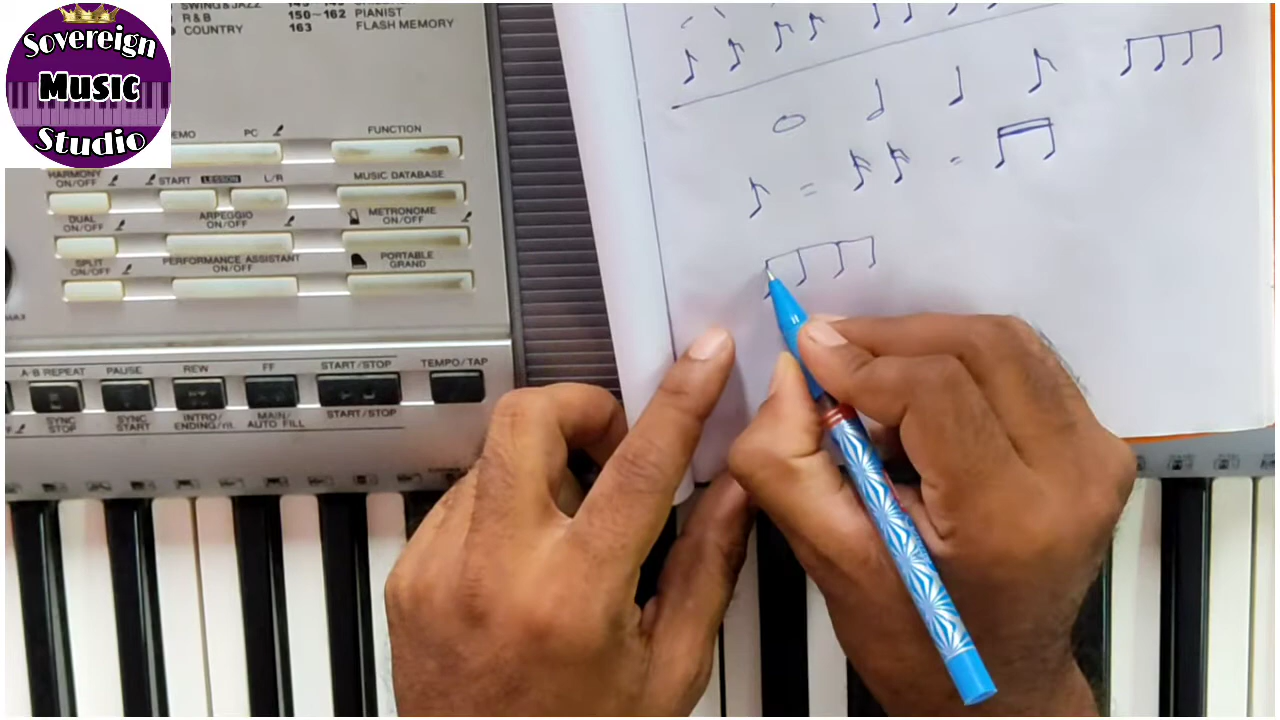 Sovereign
Music
Studio
SWING & JAZZ
R & B 150~162 PIANIST
COUNTRY 163 FLASH MEMORY
PC FUNCTION
HARMONY ON/OFF START LESSON L/R MUSIC DATABASE
DUAL ON/OFF ARPEGGIO ON/OFF METRONOME ON/OFF
SPLIT ON/OFF PERFORMANCE ASSISTANT ON/OFF PORTABLE GRAND
A-B REPEAT PAUSE REW FF START/STOP TEMPO/TAP
SYNC STOP SYNC START INTRO/ENDING/rit. MAIN/AUTO FILL START/STOP
= =